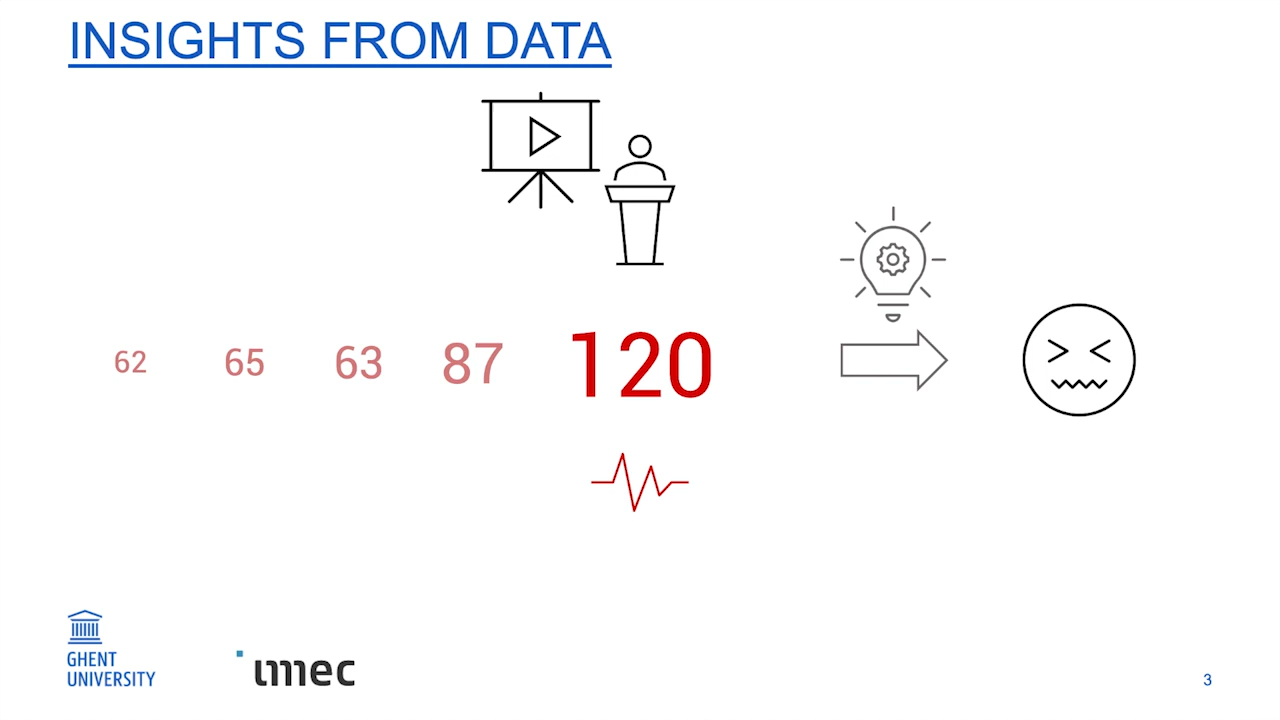 INSIGHTS FROM DATA
62 65 63 87 120
GHENT
UNIVERSITY
imec
3